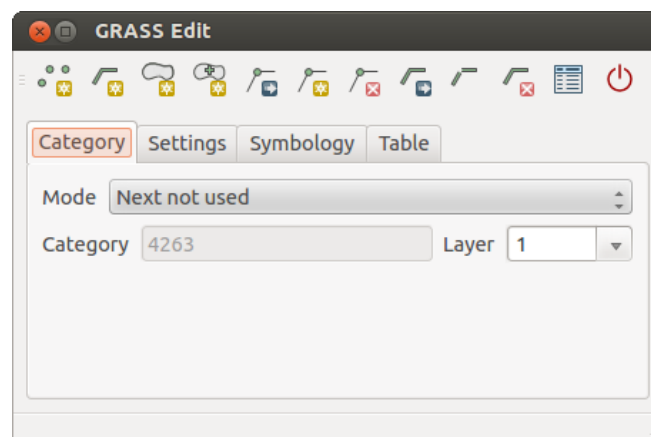 GRASS Edit
Category Settings Symbology Table
Mode Next not used
Category 4263 Layer 1